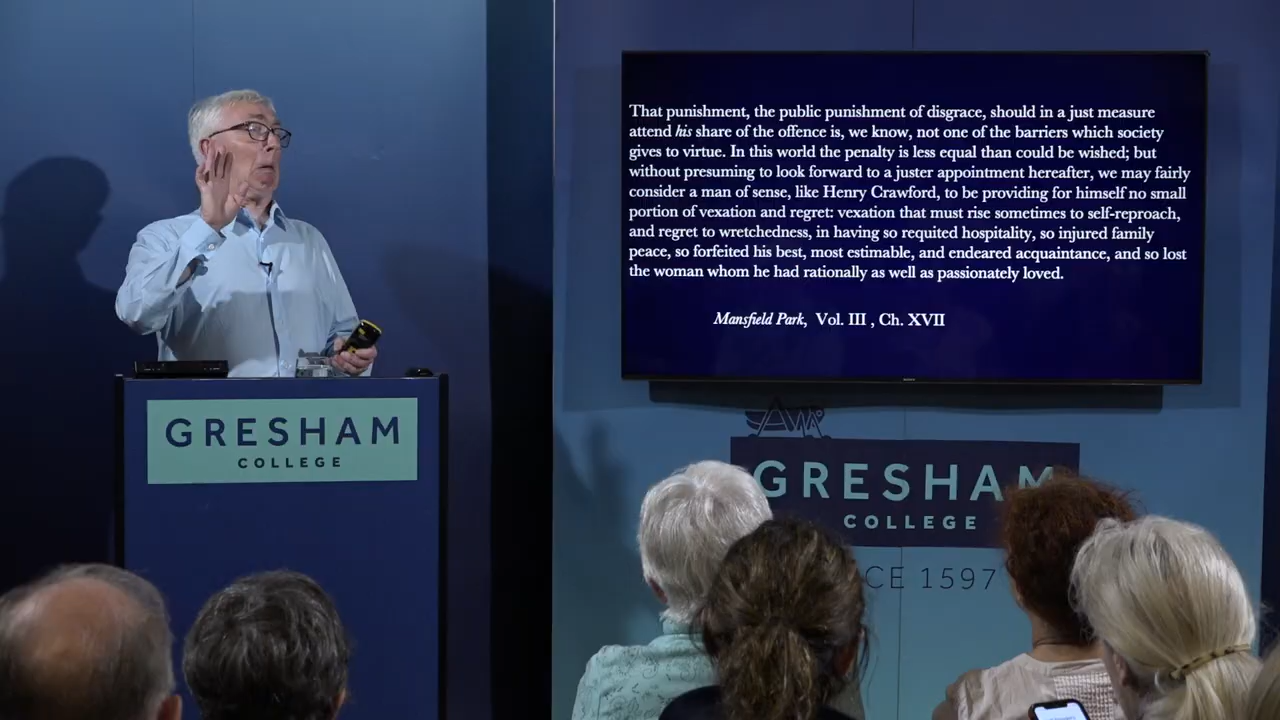 That punishment, the public punishment of disgrace, should in a just measure
attend his share of the offence is, we know, not one of the barriers which society
gives to virtue. In this world the penalty is less equal than could be wished; but
without presuming to look forward to a juster appointment hereafter, we may fairly
consider a man of sense, like Henry Crawford, to be providing for himself no small
portion of vexation and regret: vexation that must rise sometimes to self-reproach,
and regret to wretchedness, in having so requited hospitality, so injured family
peace, so forfeited his best, most estimable, and endeared acquaintance, and so lost
the woman whom he had rationally as well as passionately loved.
Mansfield Park, Vol. III , Ch. XVII
SONY
GRESHAM
COLLEGE
GRESHAM
COLLEGE
CE 1597